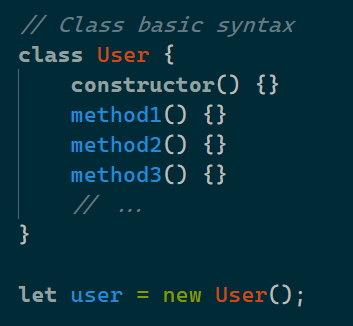 // Class basic syntax
class User {
    constructor() {}
    method1() {}
    method2() {}
    method3() {}
    // ...
}

let user = new User();